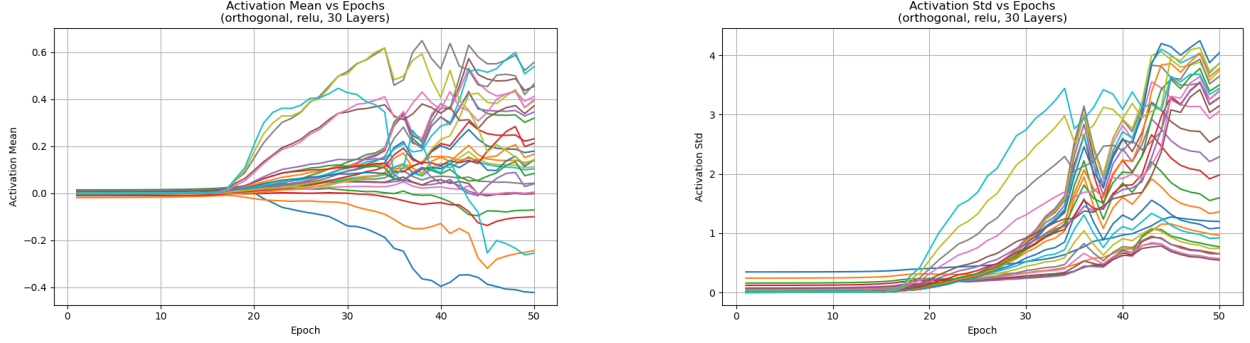 Activation Mean vs Epochs
(orthogonal, relu, 30 Layers)
Activation Mean
0.6
0.4
0.2
0.0
−0.2
−0.4
0
10
20
30
40
50
Epoch
Activation Std vs Epochs
(orthogonal, relu, 30 Layers)
Activation Std
4
3
2
1
0
0
10
20
30
40
50
Epoch